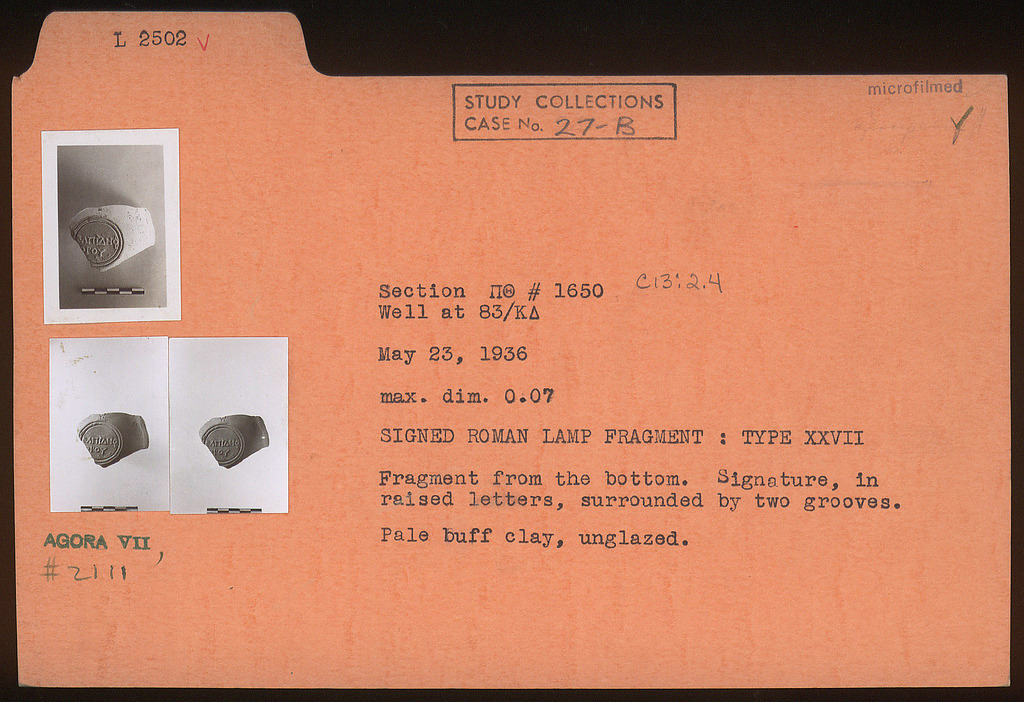 L 2502 V
microfilmed
STUDY COLLECTIONS
CASE No. 27-B
Section ΠΘ # 1650 C13:2.4
Well at 83/ΚΔ
May 23, 1936
max. dim. 0.07
SIGNED ROMAN LAMP FRAGMENT : TYPE XXVII
Fragment from the bottom. Signature, in
raised letters, surrounded by two grooves.
Pale buff clay, unglazed.
AGORA VII,
# 2111